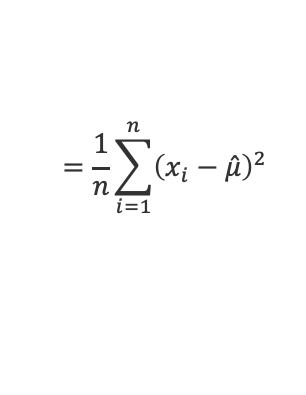 = \frac{1}{n} \sum_{i=1}^{n} (x_i - \hat{\mu})^2